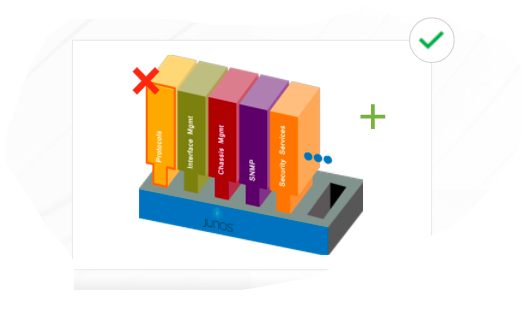 Protocols
Interface Mgmt
Chassis Mgmt
SNMP
Security Services
JUNOS